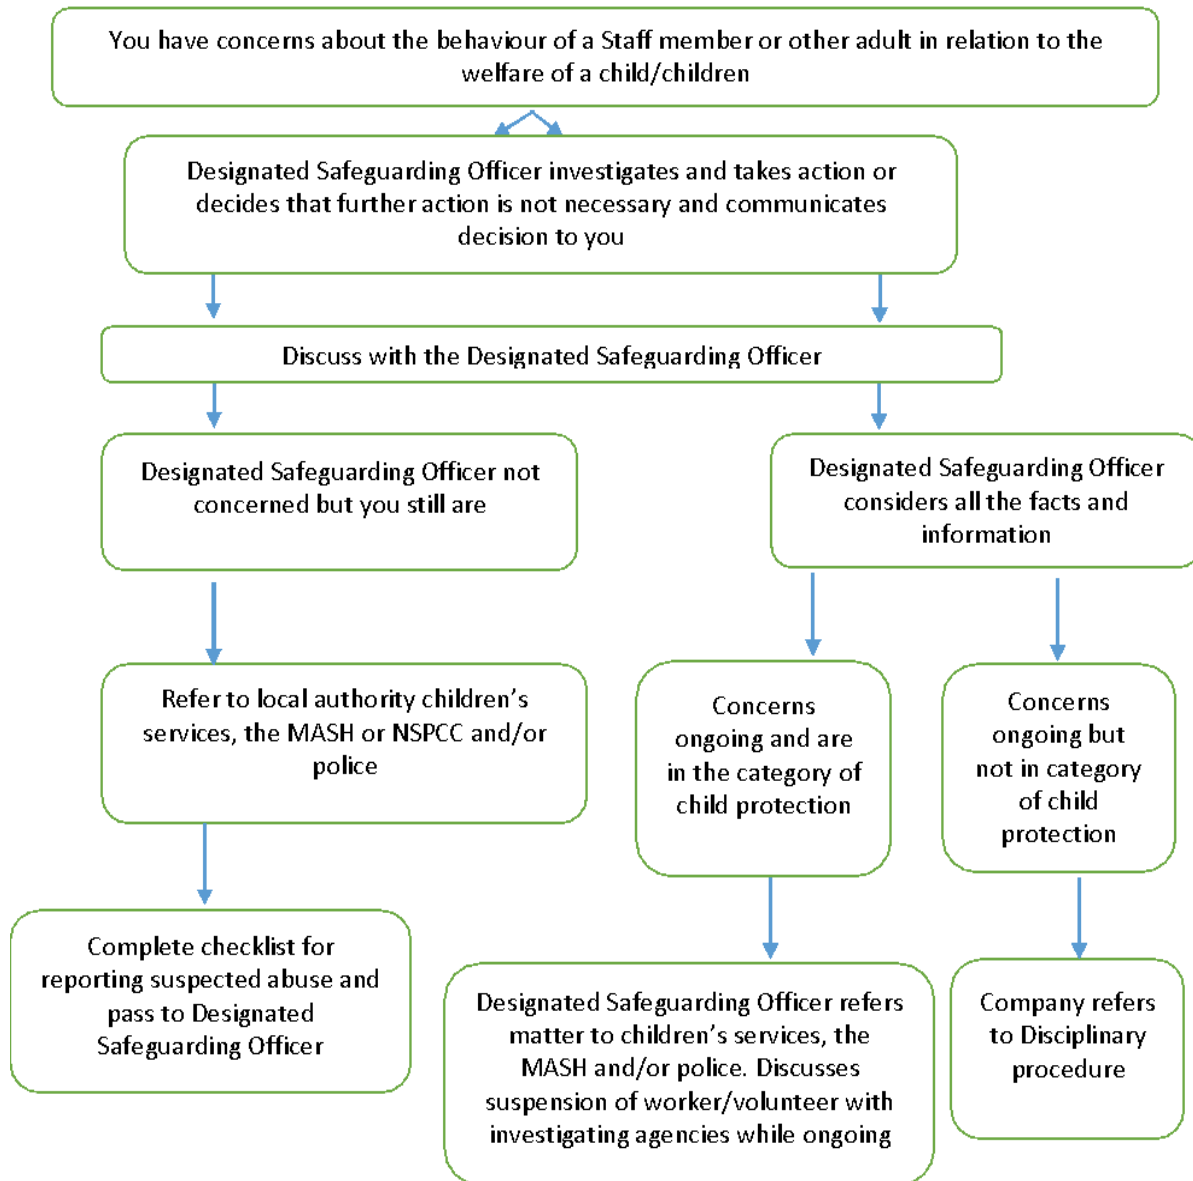 You have concerns about the behaviour of a Staff member or other adult in relation to the
welfare of a child/children
Designated Safeguarding Officer investigates and takes action or
decides that further action is not necessary and communicates
decision to you
Discuss with the Designated Safeguarding Officer
Designated Safeguarding Officer not
concerned but you still are
Designated Safeguarding Officer
considers all the facts and
information
Refer to local authority children’s
services, the MASH or NSPCC and/or
police
Concerns
ongoing and are
in the category of
child protection
Concerns
ongoing but
not in category
of child
protection
Complete checklist for
reporting suspected abuse and
pass to Designated
Safeguarding Officer
Designated Safeguarding Officer refers
matter to children’s services, the
MASH and/or police. Discusses
suspension of worker/volunteer with
investigating agencies while ongoing
Company refers
to Disciplinary
procedure